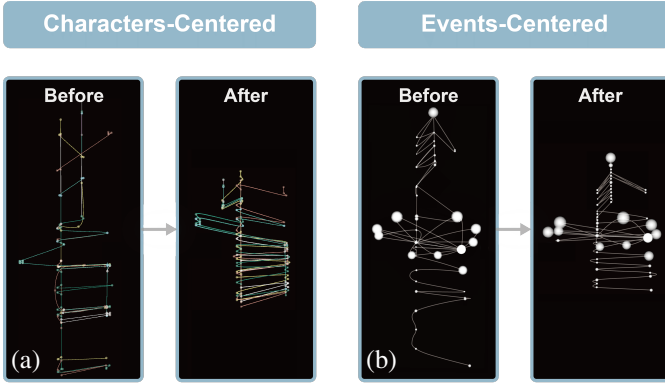 Characters-Centered
Events-Centered
Before
After
Before
After
(a)
(b)